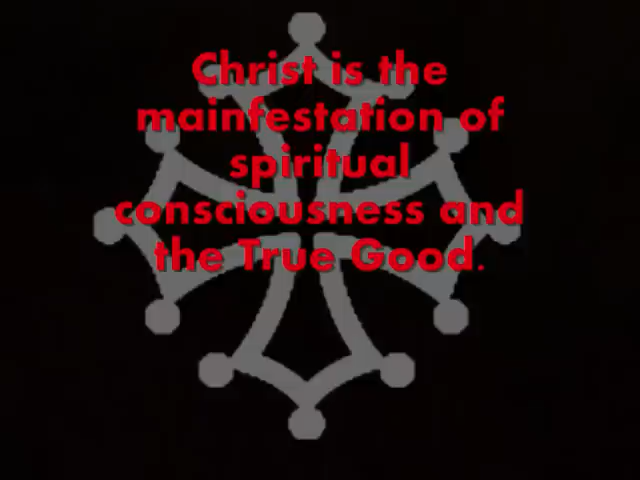 Christ is the
mainfestation of
spiritual
consciousness and
the True Good.